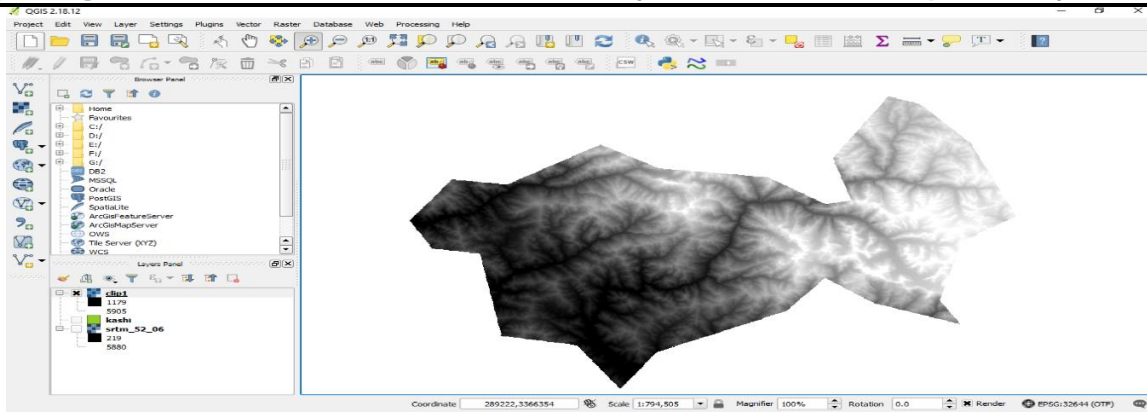 QGIS 2.18.12
Project Edit View Layer Settings Plugins Vector Raster Database Web Processing Help
Browser Panel
Home
Favourites
C:/
D:/
E:/
F:/
G:/
DB2
MSSQL
Oracle
PostGIS
SpatiaLite
ArcGisFeatureServer
ArcGisMapServer
OWS
Tile Server (XYZ)
WCS
Layers Panel
clip1
1179
5905
kashi
srtm_52_06
219
5880
Coordinate 289222,3366354 Scale 1:794,505 Magnifier 100% Rotation 0.0 Render EPSG:32644 (OTF)